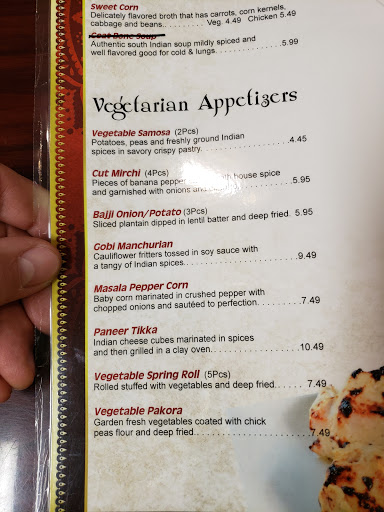 Sweet Corn
Delicately flavored broth that has carrots, corn kernels,
cabbage and beans.......... Veg. 4.49 Chicken 5.49
Goat Bone Soup
Authentic south Indian soup mildly spiced and
well flavored good for cold & lungs....................5.99
Vegetarian Appetizers
Vegetable Samosa (2Pcs)
Potatoes, peas and freshly ground Indian
spices in savory crispy pastry......................4.45
Cut Mirchi (4Pcs)
Pieces of banana pepper house spice
and garnished with onions and 5.95
Bajji Onion/Potato (3Pcs)
Sliced plantain dipped in lentil batter and deep fried. 5.95
Gobi Manchurian
Cauliflower fritters tossed in soy sauce with
a tangy of Indian spices............................9.49
Masala Pepper Corn
Baby corn marinated in crushed pepper with
chopped onions and sautéed to perfection..........7.49
Paneer Tikka
Indian cheese cubes marinated in spices
and then grilled in a clay oven.....................10.49
Vegetable Spring Roll (5Pcs)
Rolled stuffed with vegetables and deep fried...... 7.49
Vegetable Pakora
Garden fresh vegetables coated with chick
peas flour and deep fried...........................7.49